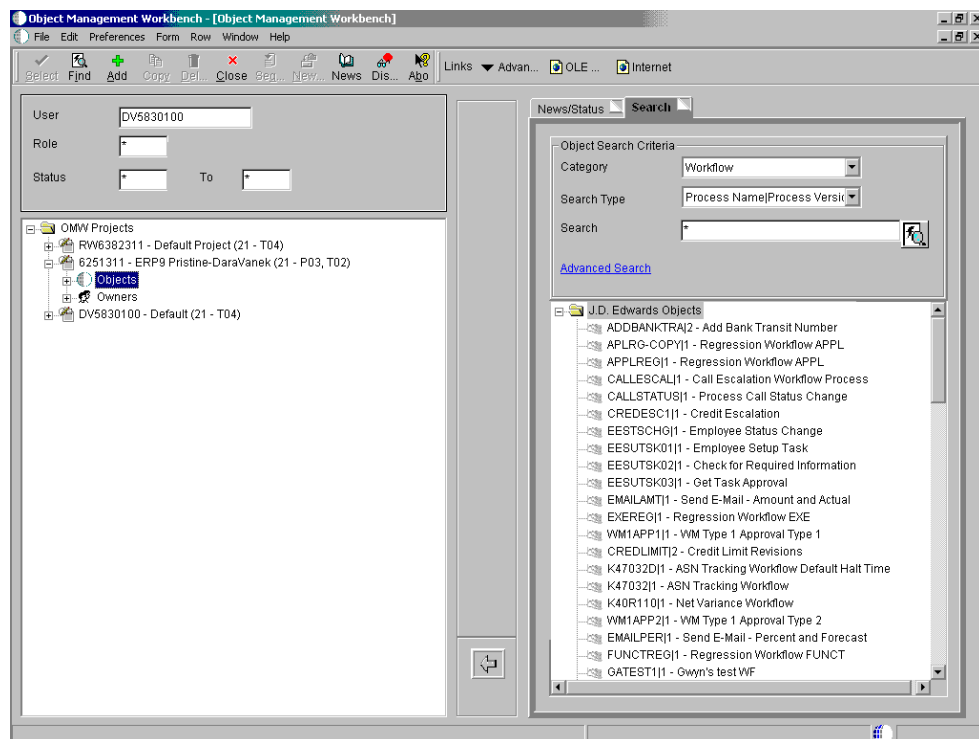 Object Management Workbench - [Object Management Workbench]
File Edit Preferences Form Row Window Help
Select Find Add Copy Del... Close Seq... New... News Dis... Abo Links Advan... OLE ... Internet
User DV5830100
Role *
Status * To *
OMW Projects
RW6382311 - Default Project (21 - T04)
6251311 - ERP9 Pristine-DaraVanek (21 - P03, T02)
Objects
Owners
DV5830100 - Default (21 - T04)
News/Status Search
Object Search Criteria
Category Workflow
Search Type Process Name|Process Versic
Search *
Advanced Search
J.D. Edwards Objects
ADDBANKTRA|2 - Add Bank Transit Number
APLRG-COPY|1 - Regression Workflow APPL
APPLREG|1 - Regression Workflow APPL
CALLESCAL|1 - Call Escalation Workflow Process
CALLSTATUS|1 - Process Call Status Change
CREDESC1|1 - Credit Escalation
EESTSCHG|1 - Employee Status Change
EESUTSK01|1 - Employee Setup Task
EESUTSK02|1 - Check for Required Information
EESUTSK03|1 - Get Task Approval
EMAILAMT|1 - Send E-Mail - Amount and Actual
EXEREG|1 - Regression Workflow EXE
WM1APP1|1 - WM Type 1 Approval Type 1
CREDLIMIT|2 - Credit Limit Revisions
K47032D|1 - ASN Tracking Workflow Default Halt Time
K47032|1 - ASN Tracking Workflow
K40R110|1 - Net Variance Workflow
WM1APP2|1 - WM Type 1 Approval Type 2
EMAILPER|1 - Send E-Mail - Percent and Forecast
FUNCTREG|1 - Regression Workflow FUNCT
GATEST1|1 - Gwyn's test WF